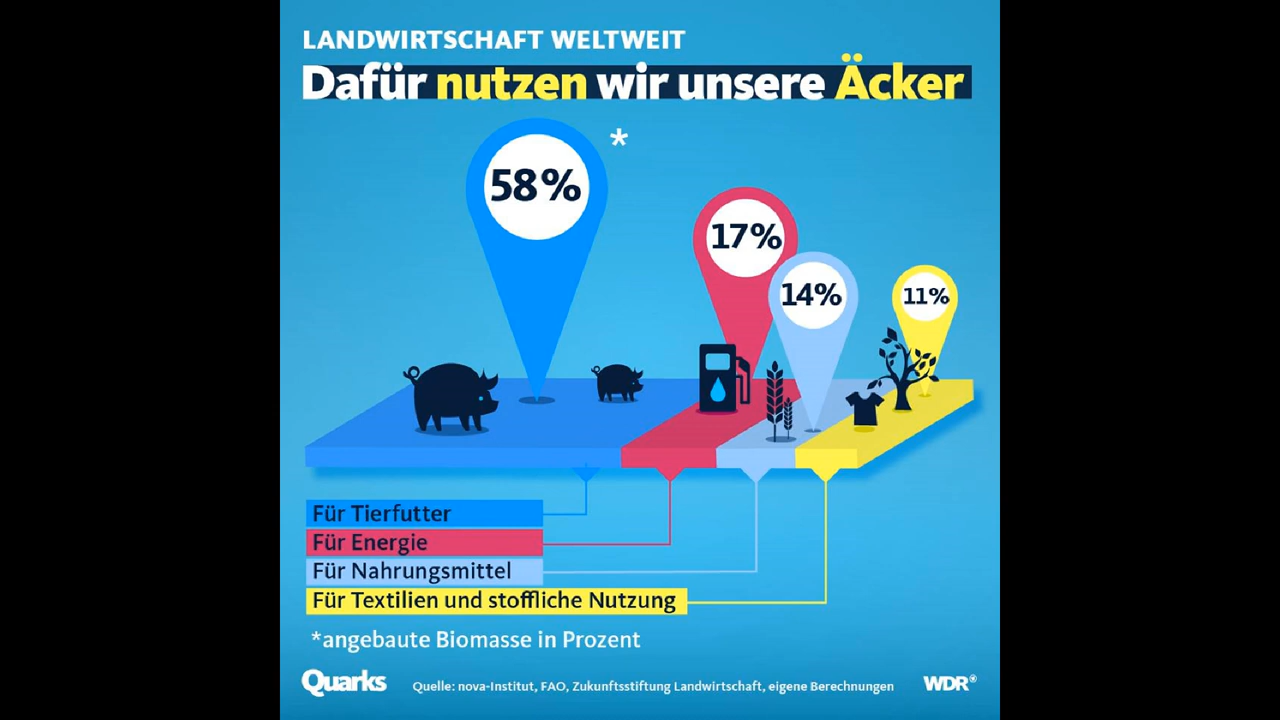 LANDWIRTSCHAFT WELTWEIT
Dafür nutzen wir unsere Äcker
58%
*
17%
14%
11%
Für Tierfutter
Für Energie
Für Nahrungsmittel
Für Textilien und stoffliche Nutzung
*angebaute Biomasse in Prozent
Quarks
Quelle: nova-Institut, FAO, Zukunftsstiftung Landwirtschaft, eigene Berechnungen
WDR®